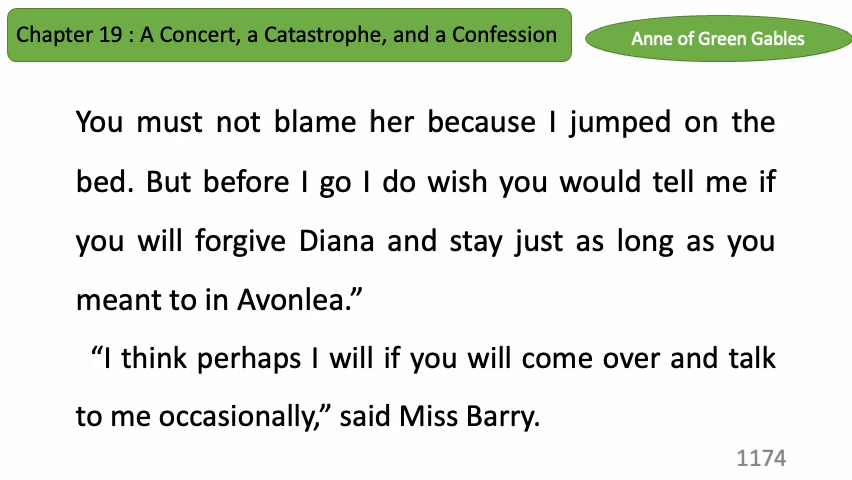 Chapter 19 : A Concert, a Catastrophe, and a Confession
Anne of Green Gables
You must not blame her because I jumped on the
bed. But before I go I do wish you would tell me if
you will forgive Diana and stay just as long as you
meant to in Avonlea.”
“I think perhaps I will if you will come over and talk
to me occasionally,” said Miss Barry.
1174